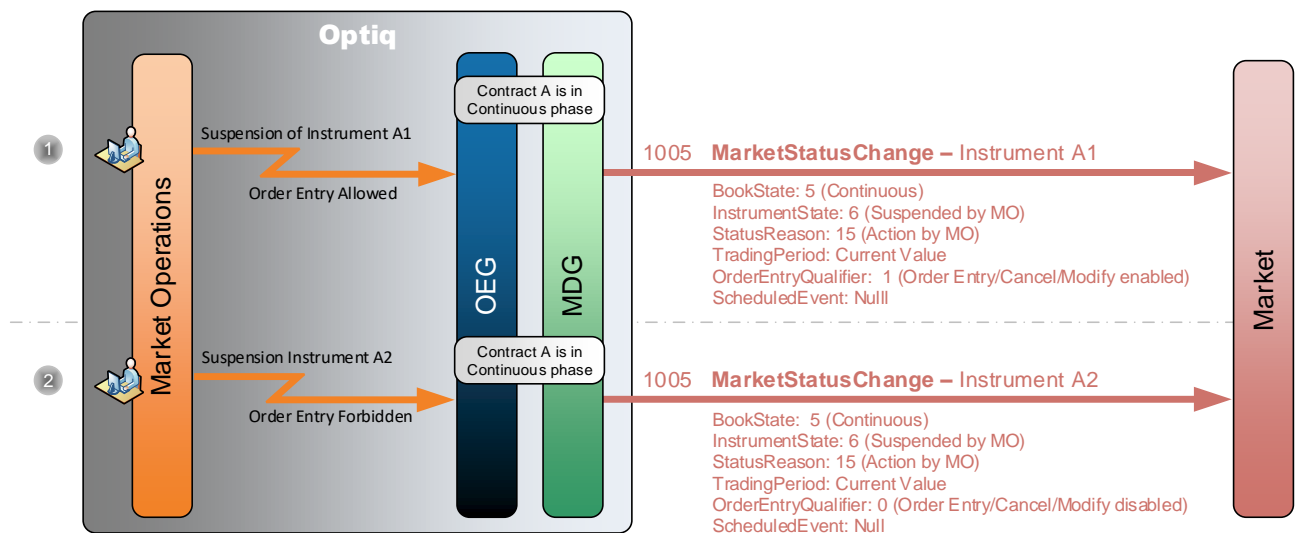 Optiq
Market Operations
OEG
MDG
Market
1
Contract A is in
Continuous phase
Suspension of Instrument A1
Order Entry Allowed
1005 MarketStatusChange – Instrument A1
BookState: 5 (Continuous)
InstrumentState: 6 (Suspended by MO)
StatusReason: 15 (Action by MO)
TradingPeriod: Current Value
OrderEntryQualifier: 1 (Order Entry/Cancel/Modify enabled)
ScheduledEvent: Nulll
2
Contract A is in
Continuous phase
Suspension Instrument A2
Order Entry Forbidden
1005 MarketStatusChange – Instrument A2
BookState: 5 (Continuous)
InstrumentState: 6 (Suspended by MO)
StatusReason: 15 (Action by MO)
TradingPeriod: Current Value
OrderEntryQualifier: 0 (Order Entry/Cancel/Modify disabled)
ScheduledEvent: Null